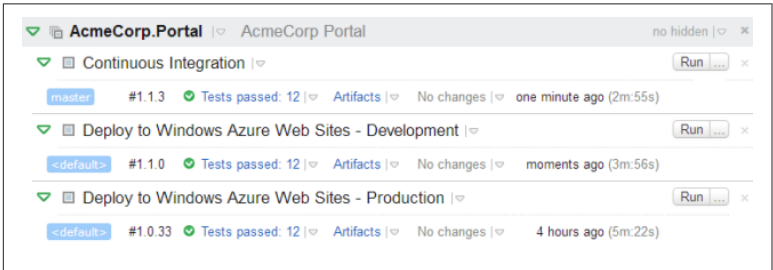 AcmeCorp.Portal AcmeCorp Portal no hidden
Continuous Integration Run ...
master #1.1.3 Tests passed: 12 Artifacts No changes one minute ago (2m:55s)
Deploy to Windows Azure Web Sites - Development Run ...
<default> #1.1.0 Tests passed: 12 Artifacts No changes moments ago (3m:56s)
Deploy to Windows Azure Web Sites - Production Run ...
<default> #1.0.33 Tests passed: 12 Artifacts No changes 4 hours ago (5m:22s)